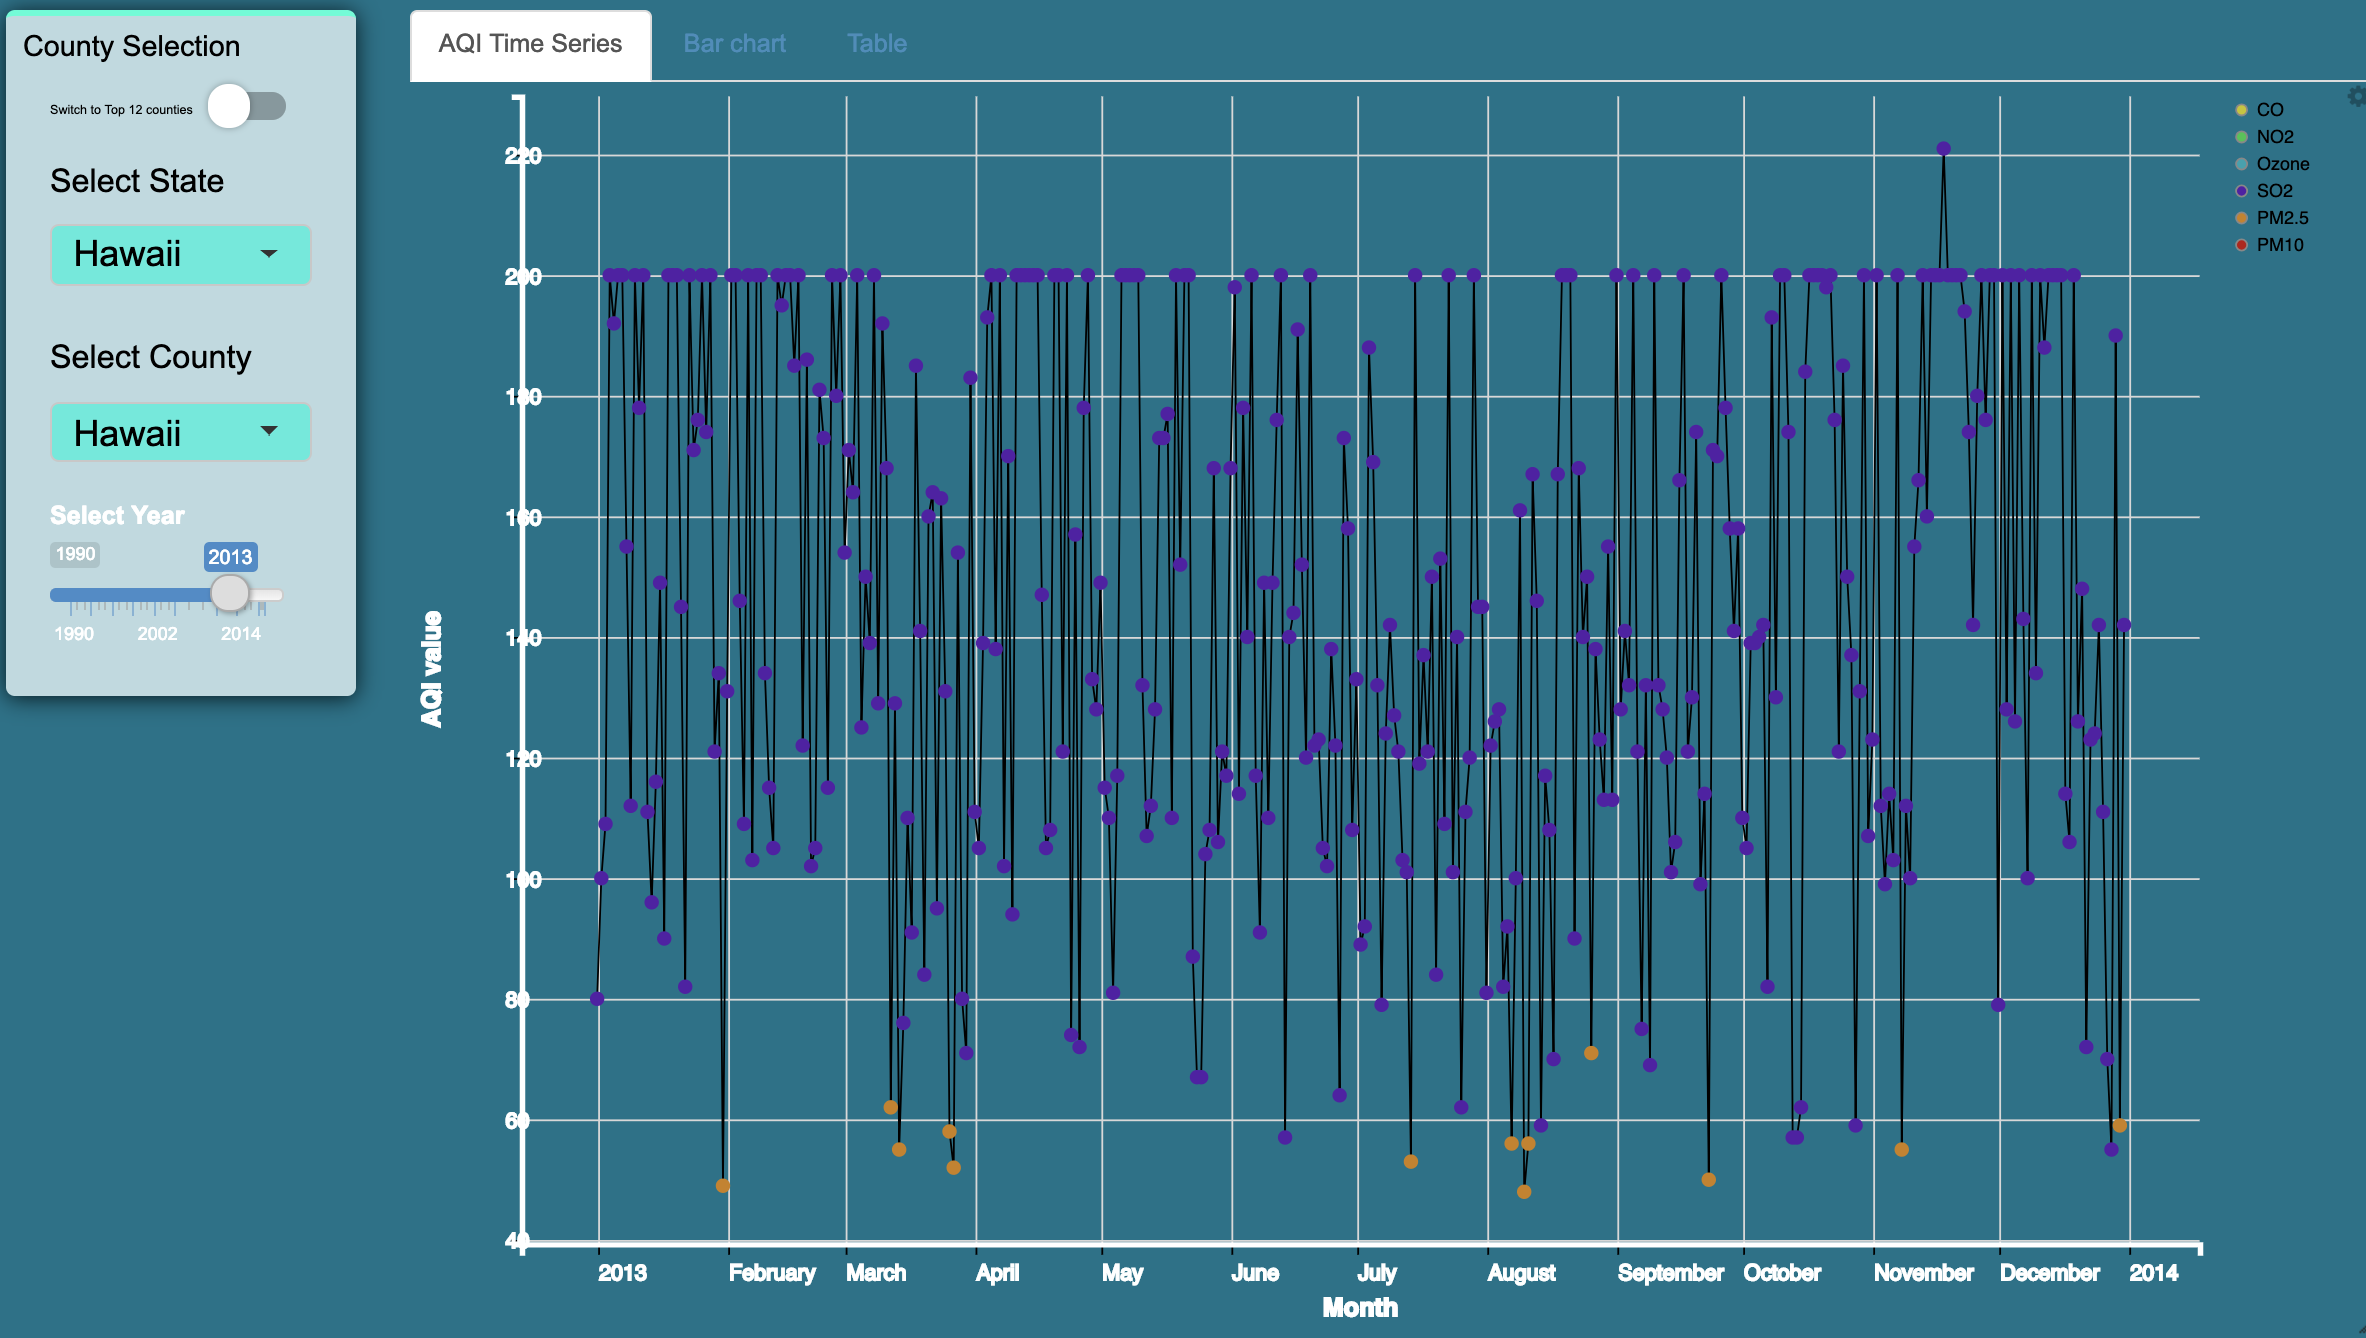 County Selection
Switch to Top 12 counties
Select State
Hawaii
Select County
Hawaii
Select Year
1990
2013
1990 2002 2014
AQI Time Series Bar chart Table
CO
NO2
Ozone
SO2
PM2.5
PM10
220
200
180
160
140
120
100
80
60
40
AQI value
2013 February March April May June July August September October November December 2014
Month